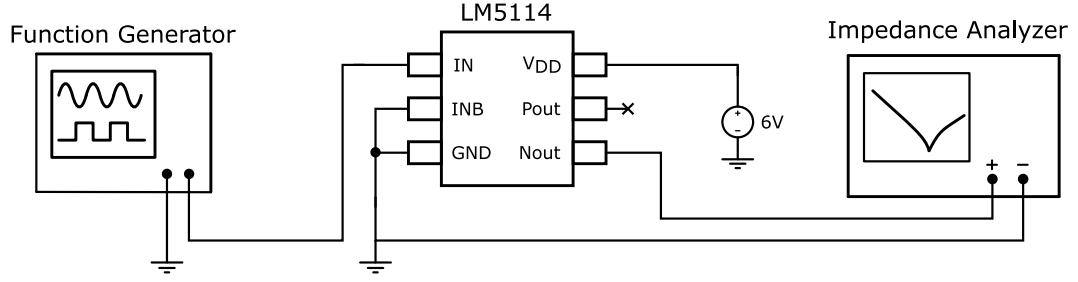 LM5114
Function Generator
Impedance Analyzer
IN
VDD
INB
Pout
6V
GND
Nout
+ −